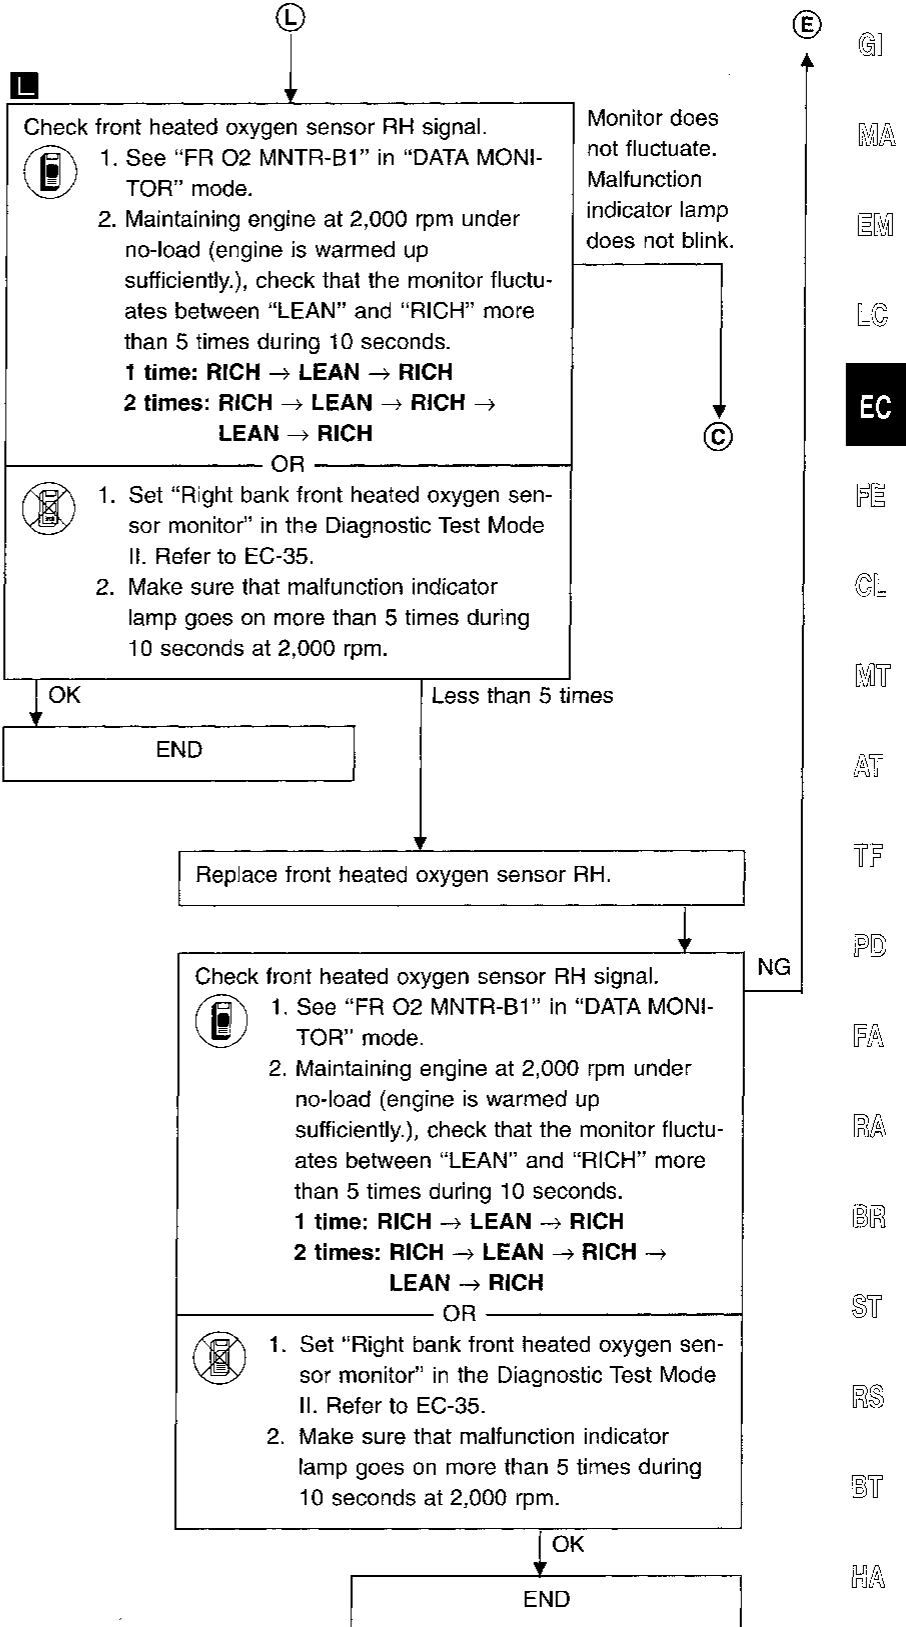 L
E
L
Check front heated oxygen sensor RH signal.
1. See “FR O2 MNTR-B1” in “DATA MONI-
TOR” mode.
2. Maintaining engine at 2,000 rpm under
no-load (engine is warmed up
sufficiently.), check that the monitor fluctu-
ates between “LEAN” and “RICH” more
than 5 times during 10 seconds.
1 time: RICH → LEAN → RICH
2 times: RICH → LEAN → RICH →
LEAN → RICH
OR
1. Set “Right bank front heated oxygen sen-
sor monitor” in the Diagnostic Test Mode
II. Refer to EC-35.
2. Make sure that malfunction indicator
lamp goes on more than 5 times during
10 seconds at 2,000 rpm.
Monitor does
not fluctuate.
Malfunction
indicator lamp
does not blink.
C
OK
Less than 5 times
END
Replace front heated oxygen sensor RH.
NG
Check front heated oxygen sensor RH signal.
1. See “FR O2 MNTR-B1” in “DATA MONI-
TOR” mode.
2. Maintaining engine at 2,000 rpm under
no-load (engine is warmed up
sufficiently.), check that the monitor fluctu-
ates between “LEAN” and “RICH” more
than 5 times during 10 seconds.
1 time: RICH → LEAN → RICH
2 times: RICH → LEAN → RICH →
LEAN → RICH
OR
1. Set “Right bank front heated oxygen sen-
sor monitor” in the Diagnostic Test Mode
II. Refer to EC-35.
2. Make sure that malfunction indicator
lamp goes on more than 5 times during
10 seconds at 2,000 rpm.
OK
END
GI
MA
EM
LC
EC
FE
CL
MT
AT
TF
PD
FA
RA
BR
ST
RS
BT
HA